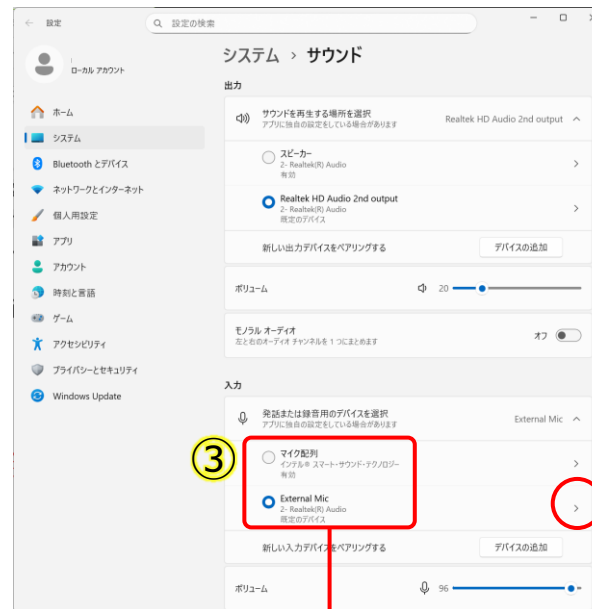 設定
設定の検索
ローカル アカウント
ホーム
システム
Bluetooth とデバイス
ネットワークとインターネット
個人用設定
アプリ
アカウント
時刻と言語
ゲーム
アクセシビリティ
プライバシーとセキュリティ
Windows Update
システム > サウンド
出力
サウンドを再生する場所を選択
アプリに独自の設定をしている場合があります
Realtek HD Audio 2nd output
スピーカー
2- Realtek(R) Audio
有効
Realtek HD Audio 2nd output
2- Realtek(R) Audio
既定のデバイス
新しい出力デバイスをペアリングする
デバイスの追加
ボリューム
20
モノラル オーディオ
左と右のオーディオ チャンネルを 1 つにまとめます
オフ
入力
発話または録音用のデバイスを選択
アプリに独自の設定をしている場合があります
External Mic
③
マイク配列
インテル® スマート・サウンド・テクノロジー
有効
External Mic
2- Realtek(R) Audio
既定のデバイス
新しい入力デバイスをペアリングする
デバイスの追加
ボリューム
96